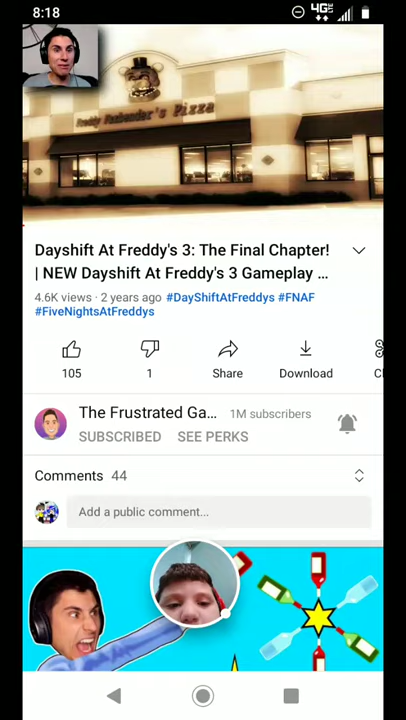 8:18
4G
Freddy Fazbender's Pizza
Dayshift At Freddy's 3: The Final Chapter!
| NEW Dayshift At Freddy's 3 Gameplay ...
4.6K views · 2 years ago #DayShiftAtFreddys #FNAF
#FiveNightsAtFreddys
105
1
Share
Download
The Frustrated Ga... 1M subscribers
SUBSCRIBED SEE PERKS
Comments 44
Add a public comment...